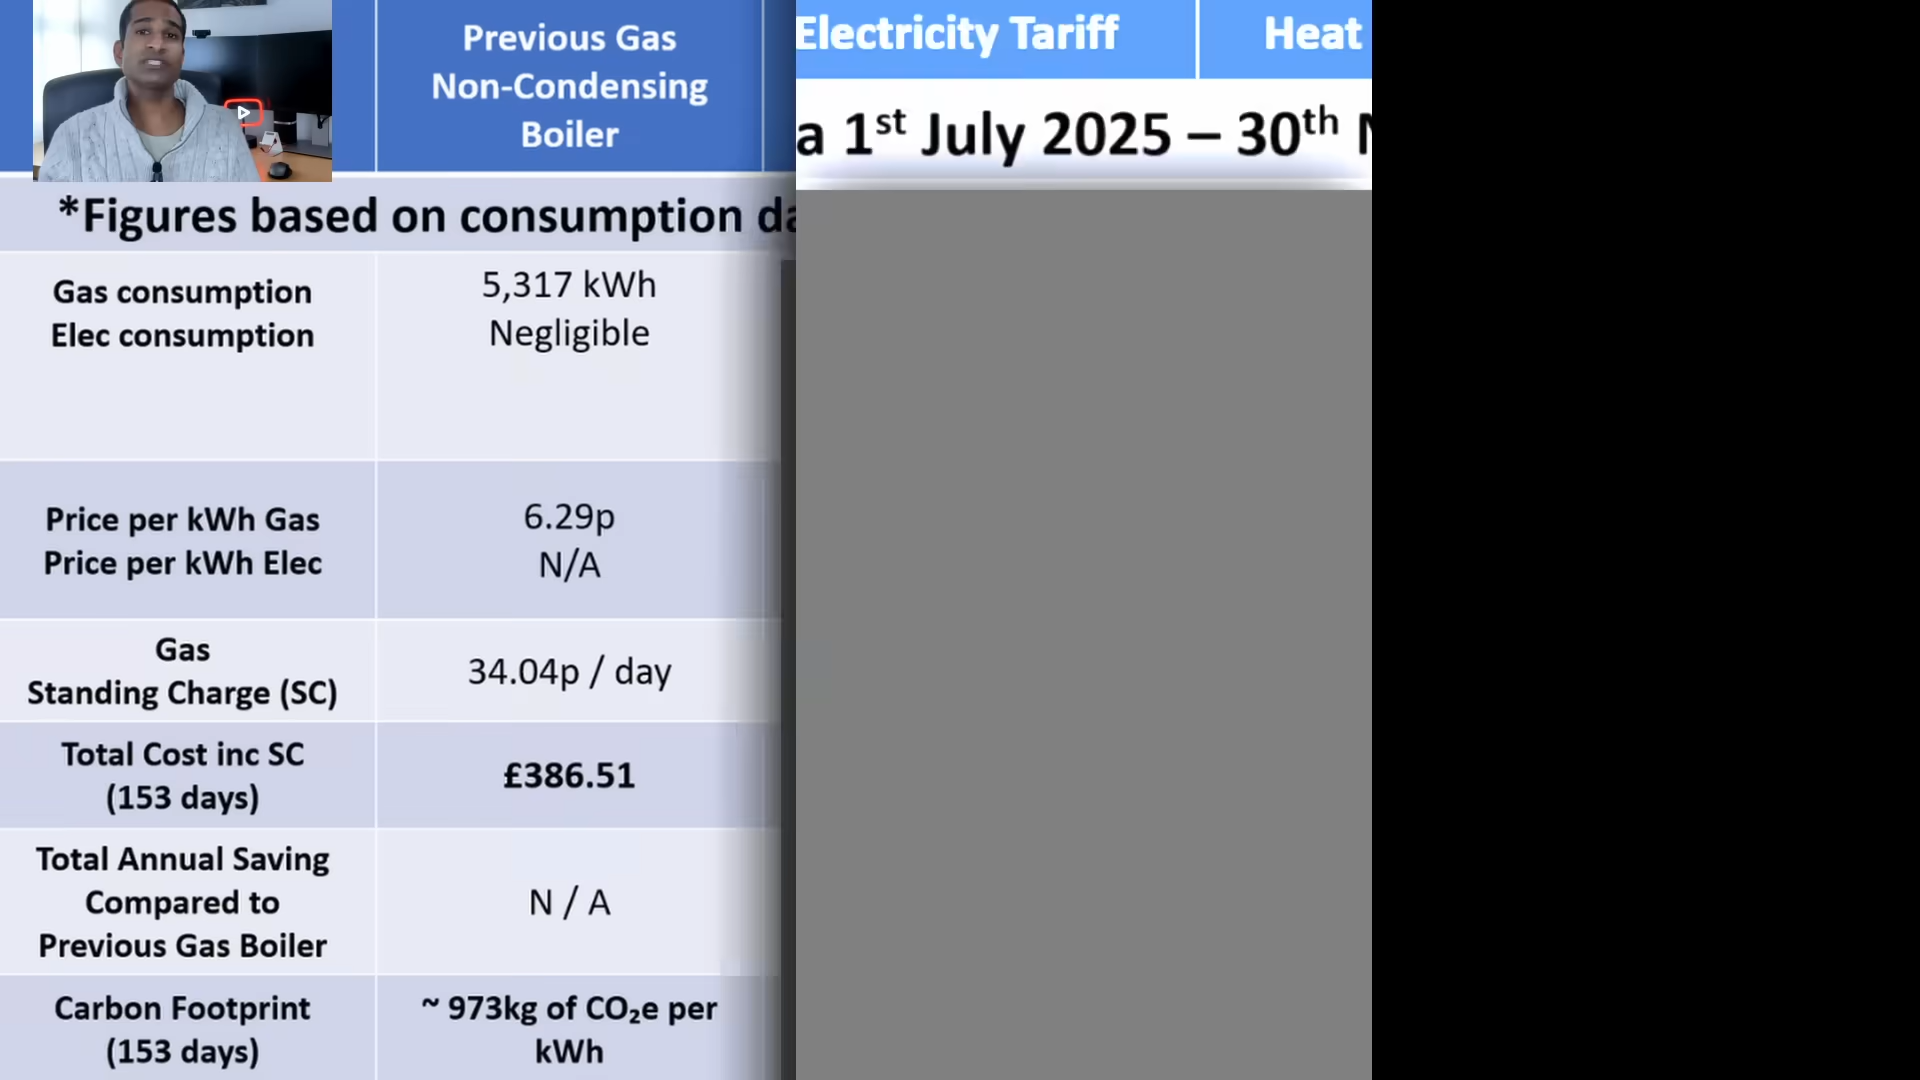 Previous Gas
Non-Condensing
Boiler
Electricity Tariff
Heat
a 1st July 2025 – 30th
*Figures based on consumption da
Gas consumption
Elec consumption
5,317 kWh
Negligible
Price per kWh Gas
Price per kWh Elec
6.29p
N/A
Gas
Standing Charge (SC)
34.04p / day
Total Cost inc SC
(153 days)
£386.51
Total Annual Saving
Compared to
Previous Gas Boiler
N / A
Carbon Footprint
(153 days)
~ 973kg of CO₂e per
kWh